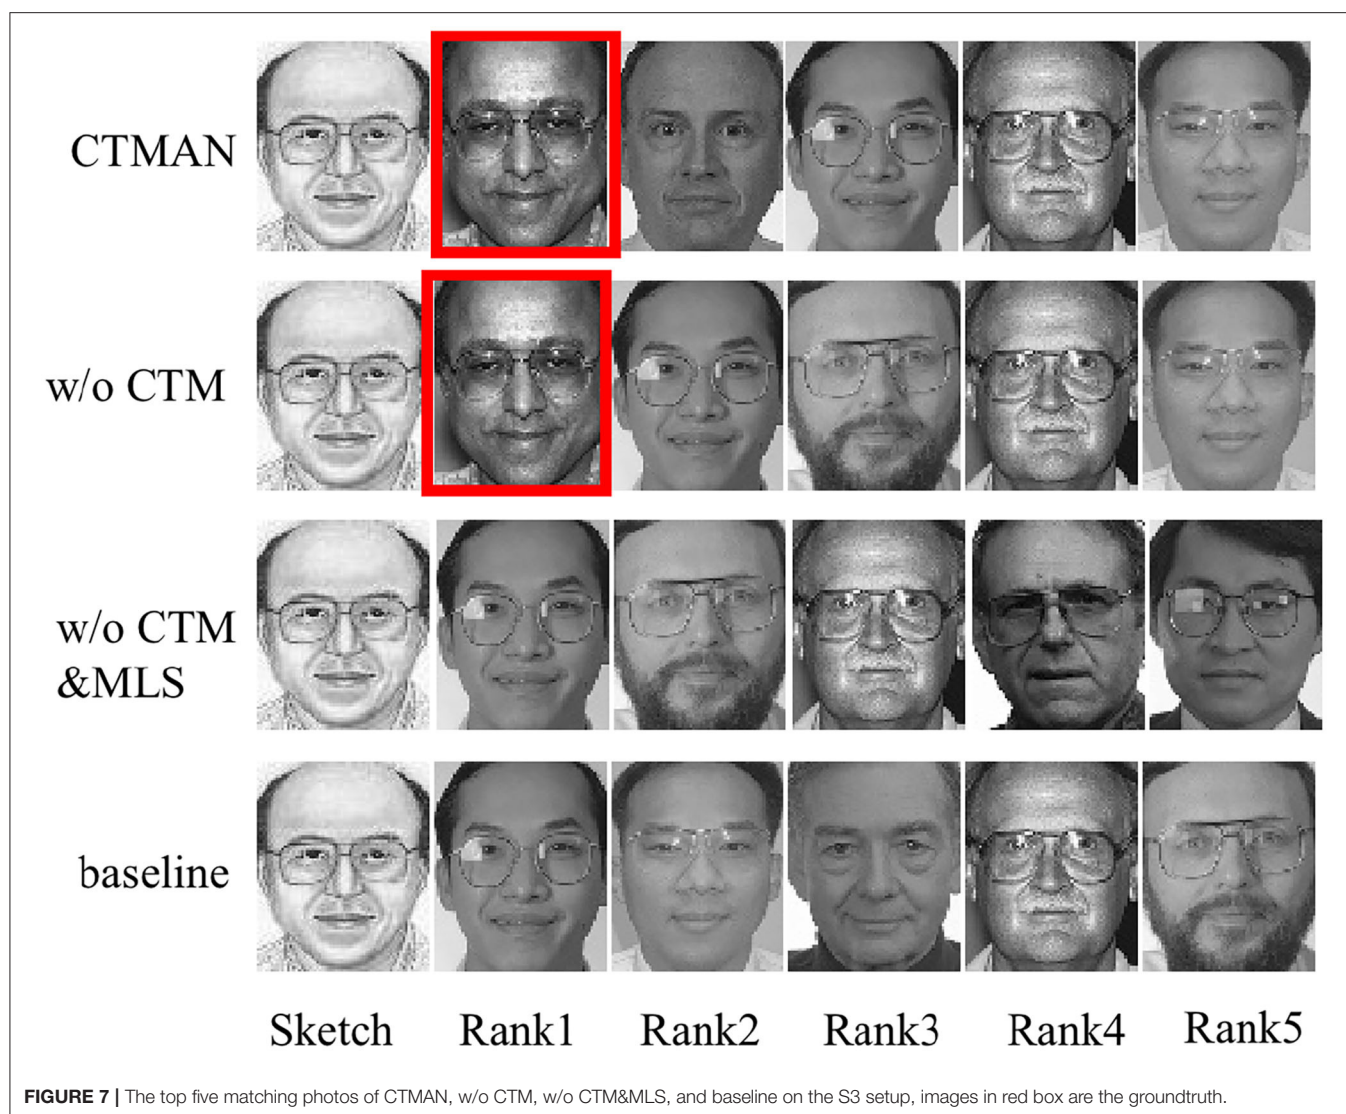 CTMAN
w/o CTM
w/o CTM
&MLS
baseline
Sketch Rank1 Rank2 Rank3 Rank4 Rank5
FIGURE 7 | The top five matching photos of CTMAN, w/o CTM, w/o CTM&MLS, and baseline on the S3 setup, images in red box are the groundtruth.